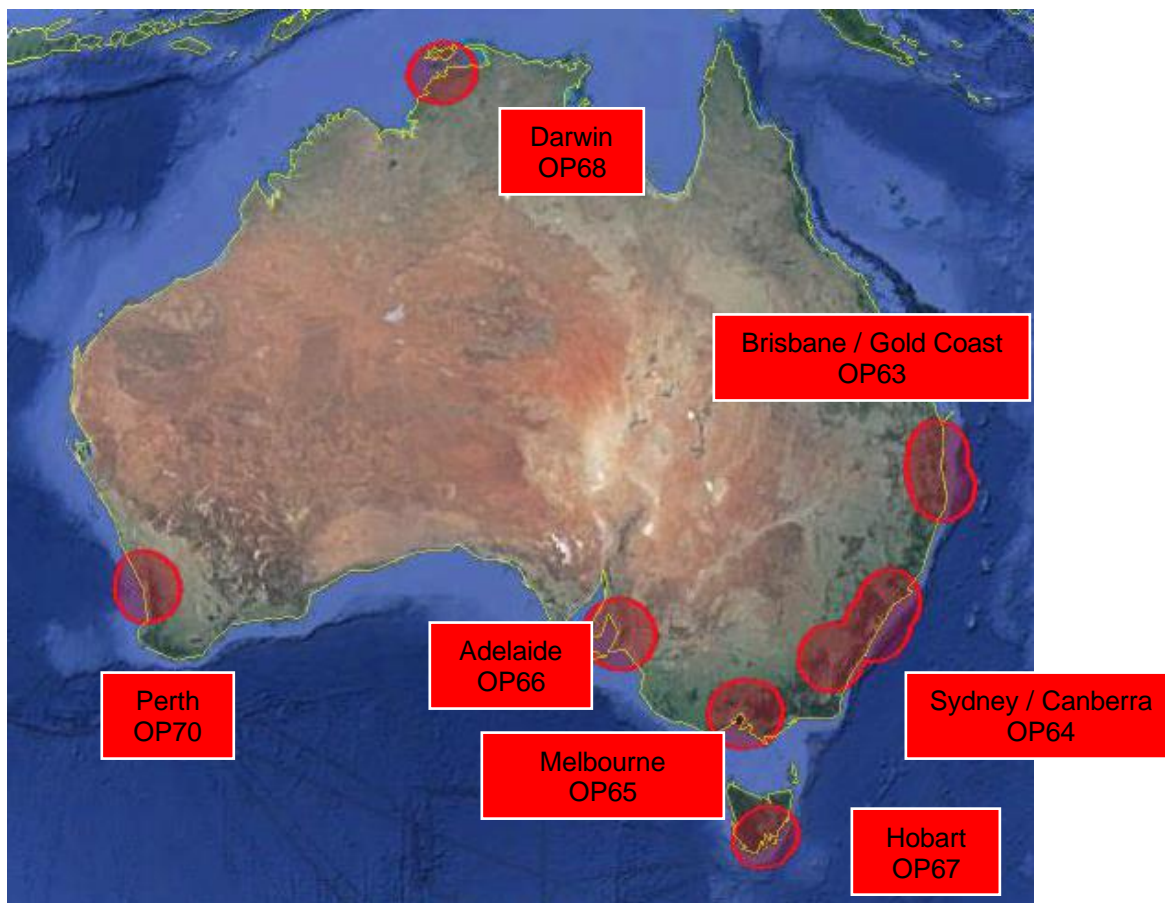 Darwin
OP68
Brisbane / Gold Coast
OP63
Adelaide
OP66
Perth
OP70
Sydney / Canberra
OP64
Melbourne
OP65
Hobart
OP67